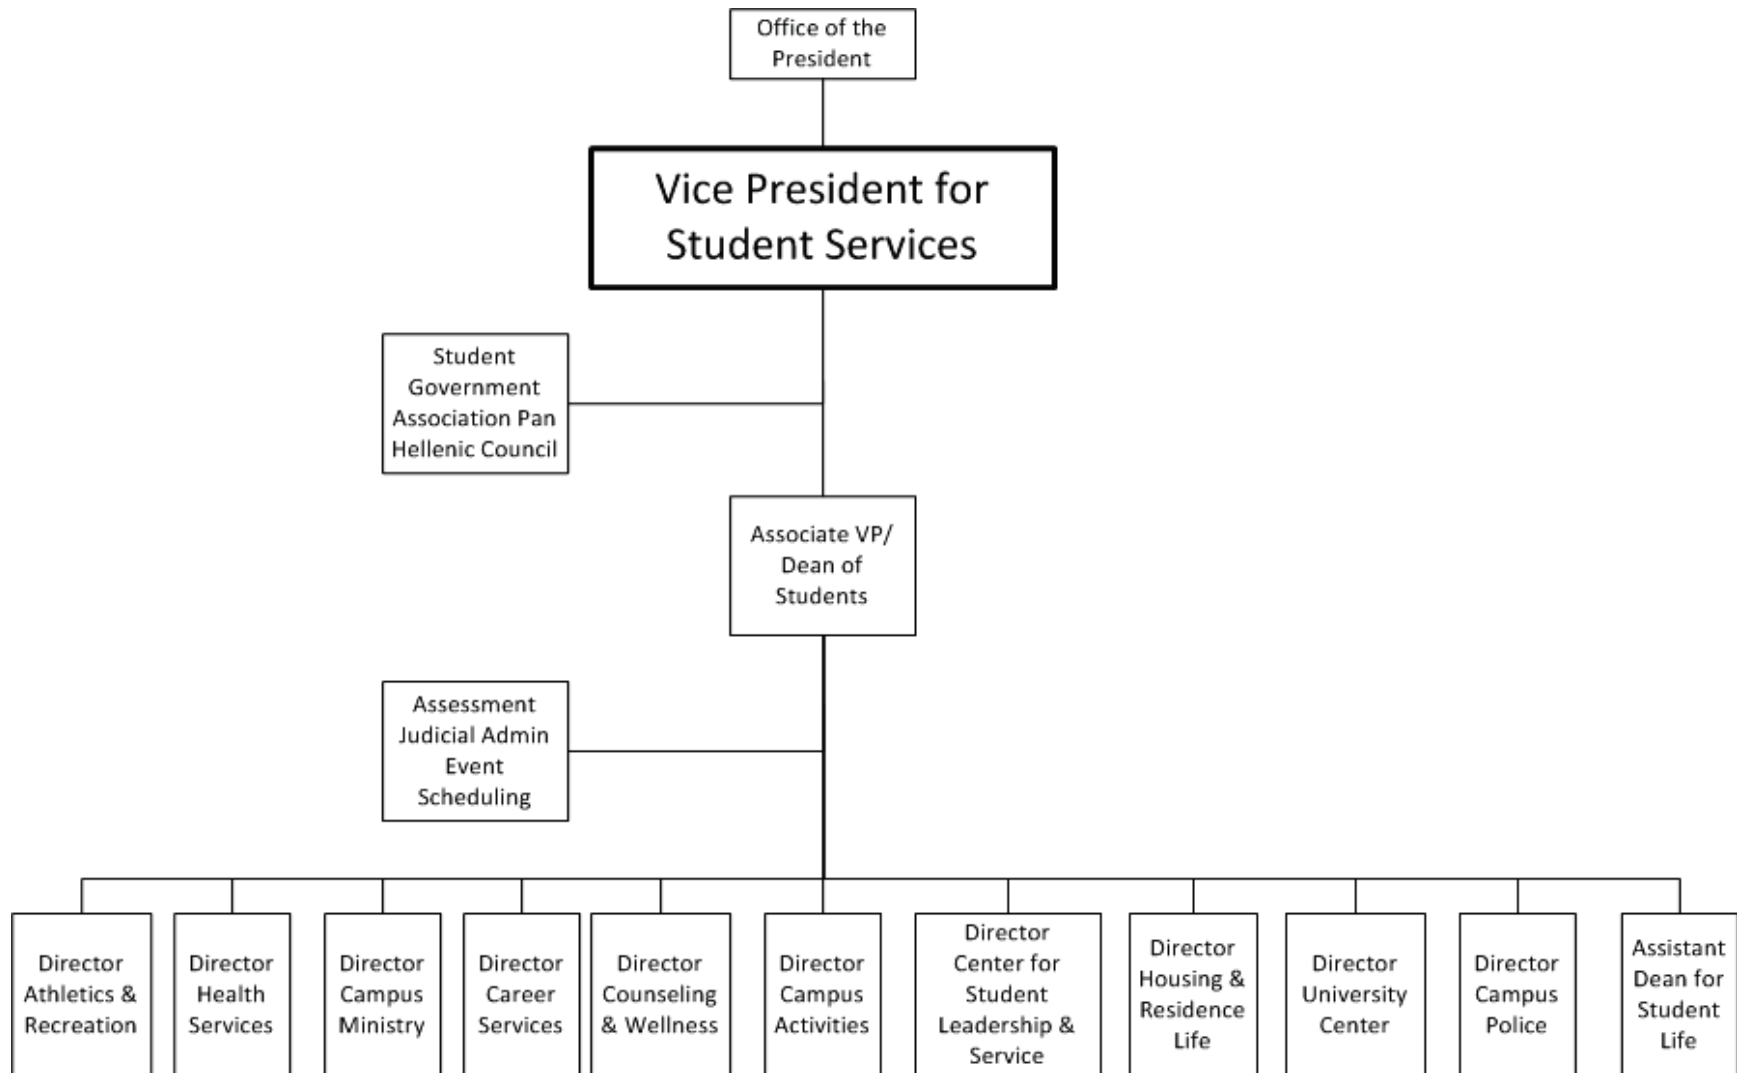 Office of the
President
Vice President for
Student Services
Student
Government
Association Pan
Hellenic Council
Associate VP/
Dean of
Students
Assessment
Judicial Admin
Event
Scheduling
Director
Athletics &
Recreation
Director
Health
Services
Director
Campus
Ministry
Director
Career
Services
Director
Counseling
& Wellness
Director
Campus
Activities
Director
Center for
Student
Leadership &
Service
Director
Housing &
Residence
Life
Director
University
Center
Director
Campus
Police
Assistant
Dean for
Student
Life